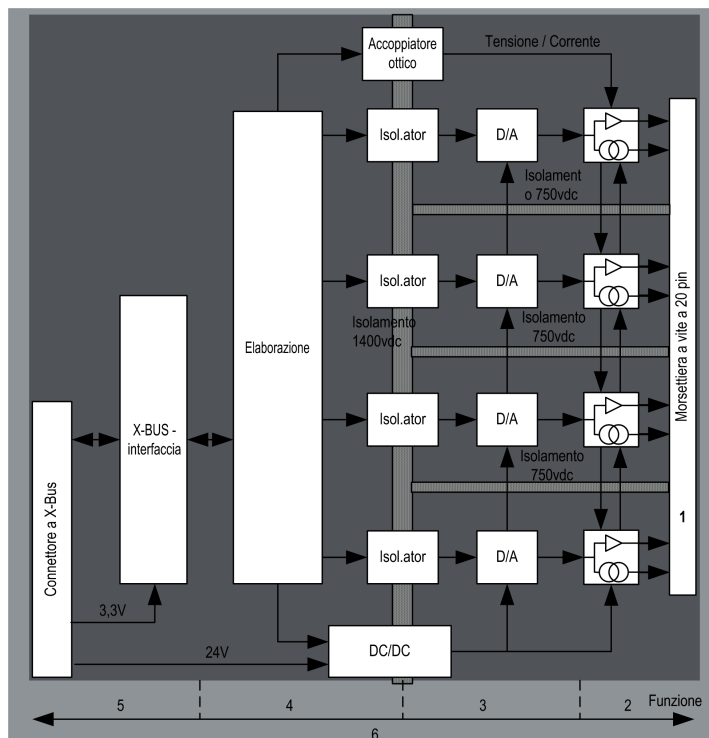 Accoppiatore
ottico
Tensione / Corrente
Isol.ator
D/A
Isolament
o 750vdc
Isol.ator
D/A
Isolamento
1400vdc
Isolamento
750vdc
Elaborazione
Morsettiera a vite a 20 pin
1
X-BUS -
interfaccia
Connettore a X-Bus
Isol.ator
D/A
Isolamento
750vdc
Isol.ator
D/A
3,3V
24V
DC/DC
5
4
3
2
Funzione
6